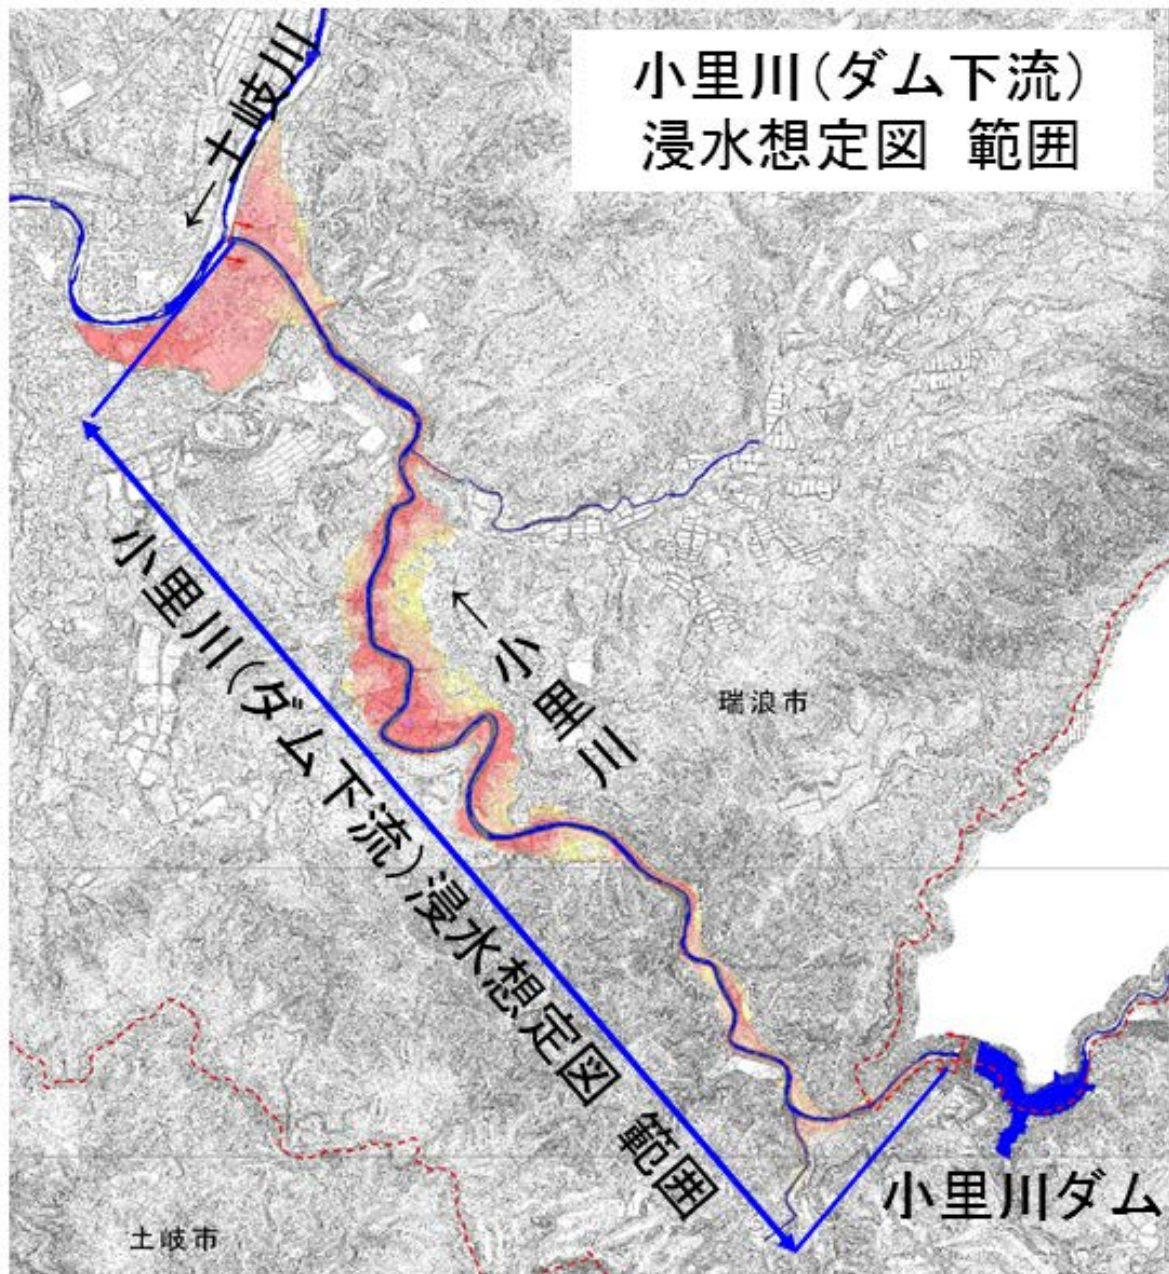 小里川（ダム下流）
浸水想定図 範囲
←土岐川
←小里川
瑞浪市
小里川（ダム下流）浸水想定図 範囲
小里川ダム
土岐市